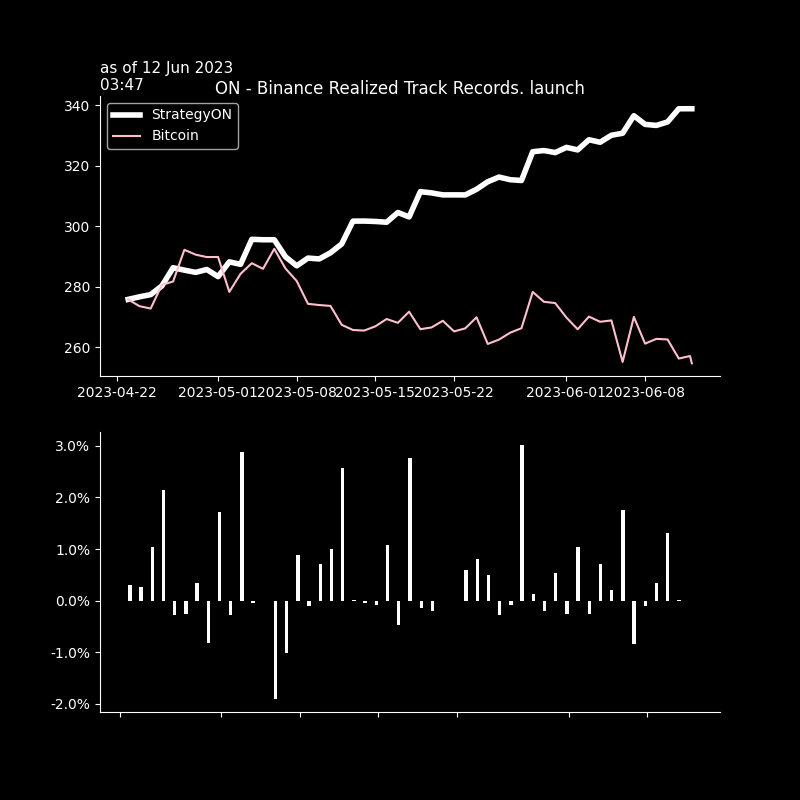 as of 12 Jun 2023
03:47
ON - Binance Realized Track Records. launch
StrategyON
Bitcoin
340
320
300
280
260
2023-04-22 2023-05-01 2023-05-08 2023-05-15 2023-05-22 2023-06-01 2023-06-08
3.0%
2.0%
1.0%
0.0%
-1.0%
-2.0%